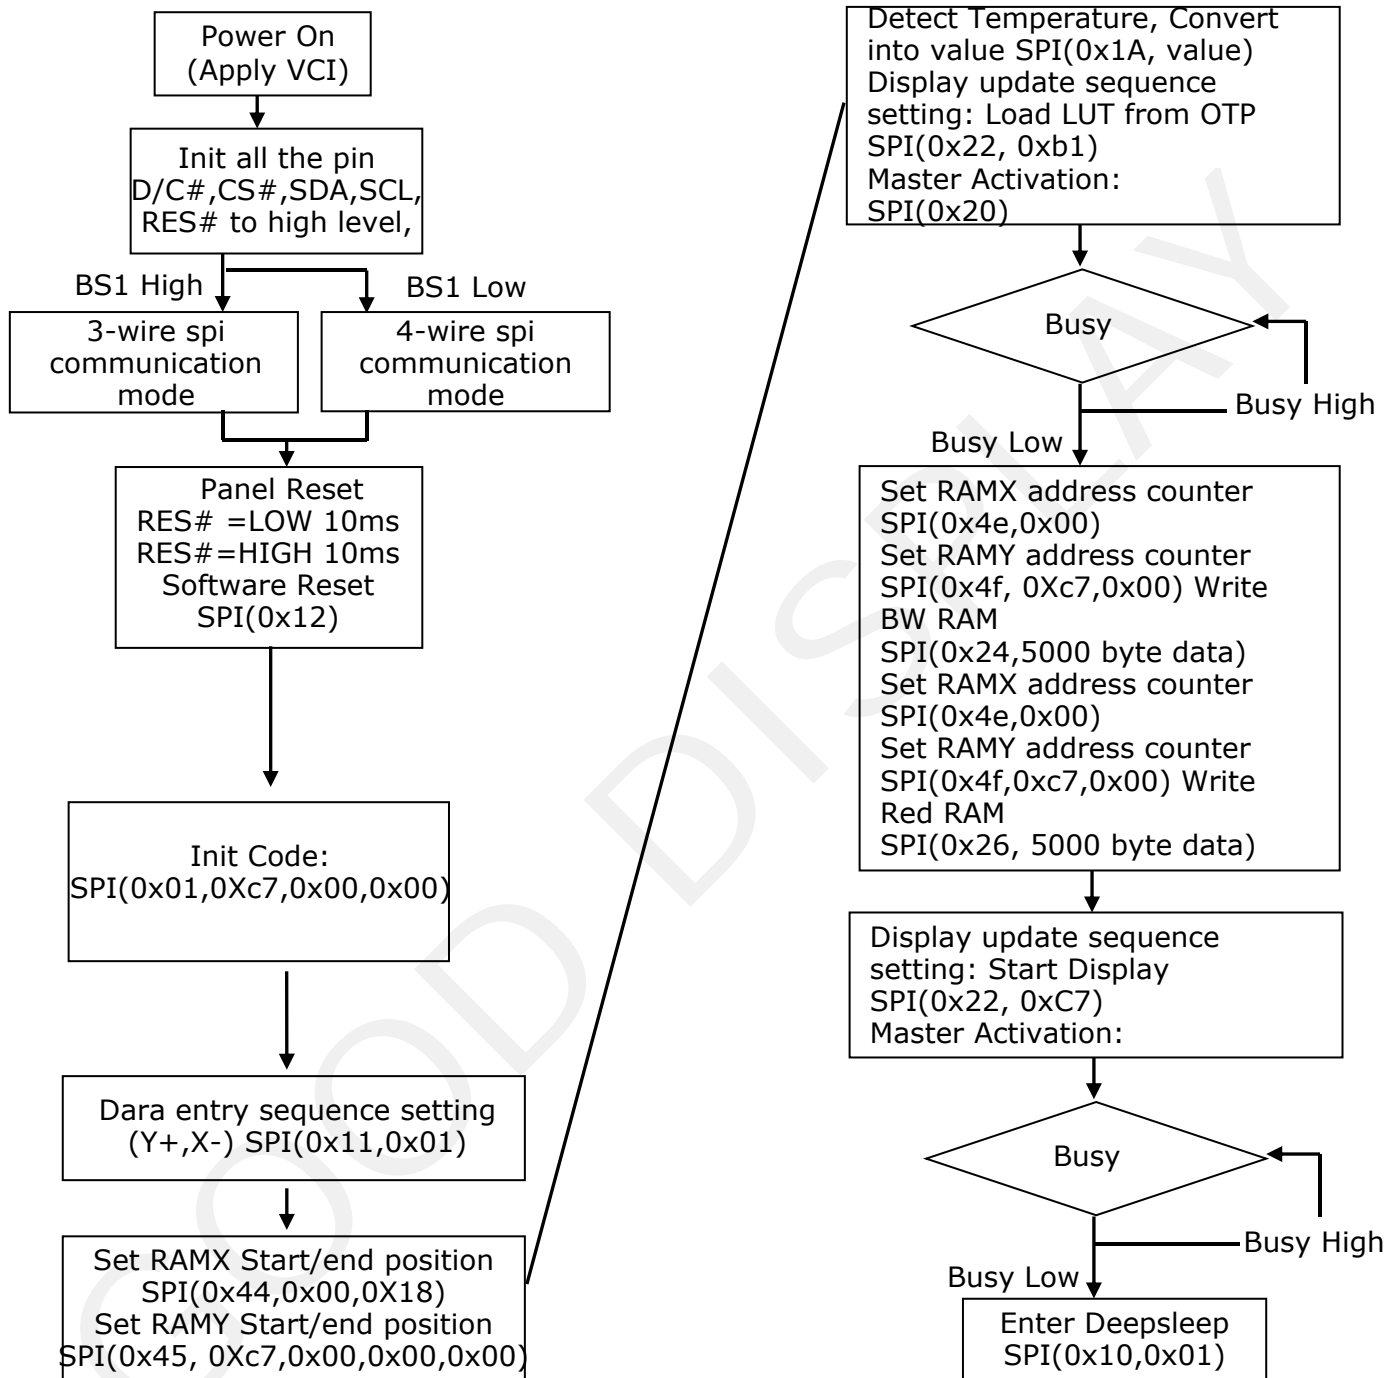 Power On
(Apply VCI)
Init all the pin
D/C#,CS#,SDA,SCL,
RES# to high level,
BS1 High
BS1 Low
3-wire spi
communication
mode
4-wire spi
communication
mode
Panel Reset
RES# =LOW 10ms
RES#=HIGH 10ms
Software Reset
SPI(0x12)
Init Code:
SPI(0x01,0Xc7,0x00,0x00)
Dara entry sequence setting
(Y+,X-) SPI(0x11,0x01)
Set RAMX Start/end position
SPI(0x44,0x00,0X18)
Set RAMY Start/end position
SPI(0x45, 0Xc7,0x00,0x00,0x00)
Detect Temperature, Convert
into value SPI(0x1A, value)
Display update sequence
setting: Load LUT from OTP
SPI(0x22, 0xb1)
Master Activation:
SPI(0x20)
Busy
Busy High
Busy Low
Set RAMX address counter
SPI(0x4e,0x00)
Set RAMY address counter
SPI(0x4f, 0Xc7,0x00) Write
BW RAM
SPI(0x24,5000 byte data)
Set RAMX address counter
SPI(0x4e,0x00)
Set RAMY address counter
SPI(0x4f,0xc7,0x00) Write
Red RAM
SPI(0x26, 5000 byte data)
Display update sequence
setting: Start Display
SPI(0x22, 0xC7)
Master Activation:
Busy
Busy High
Busy Low
Enter Deepsleep
SPI(0x10,0x01)
GOOD DISPLAY